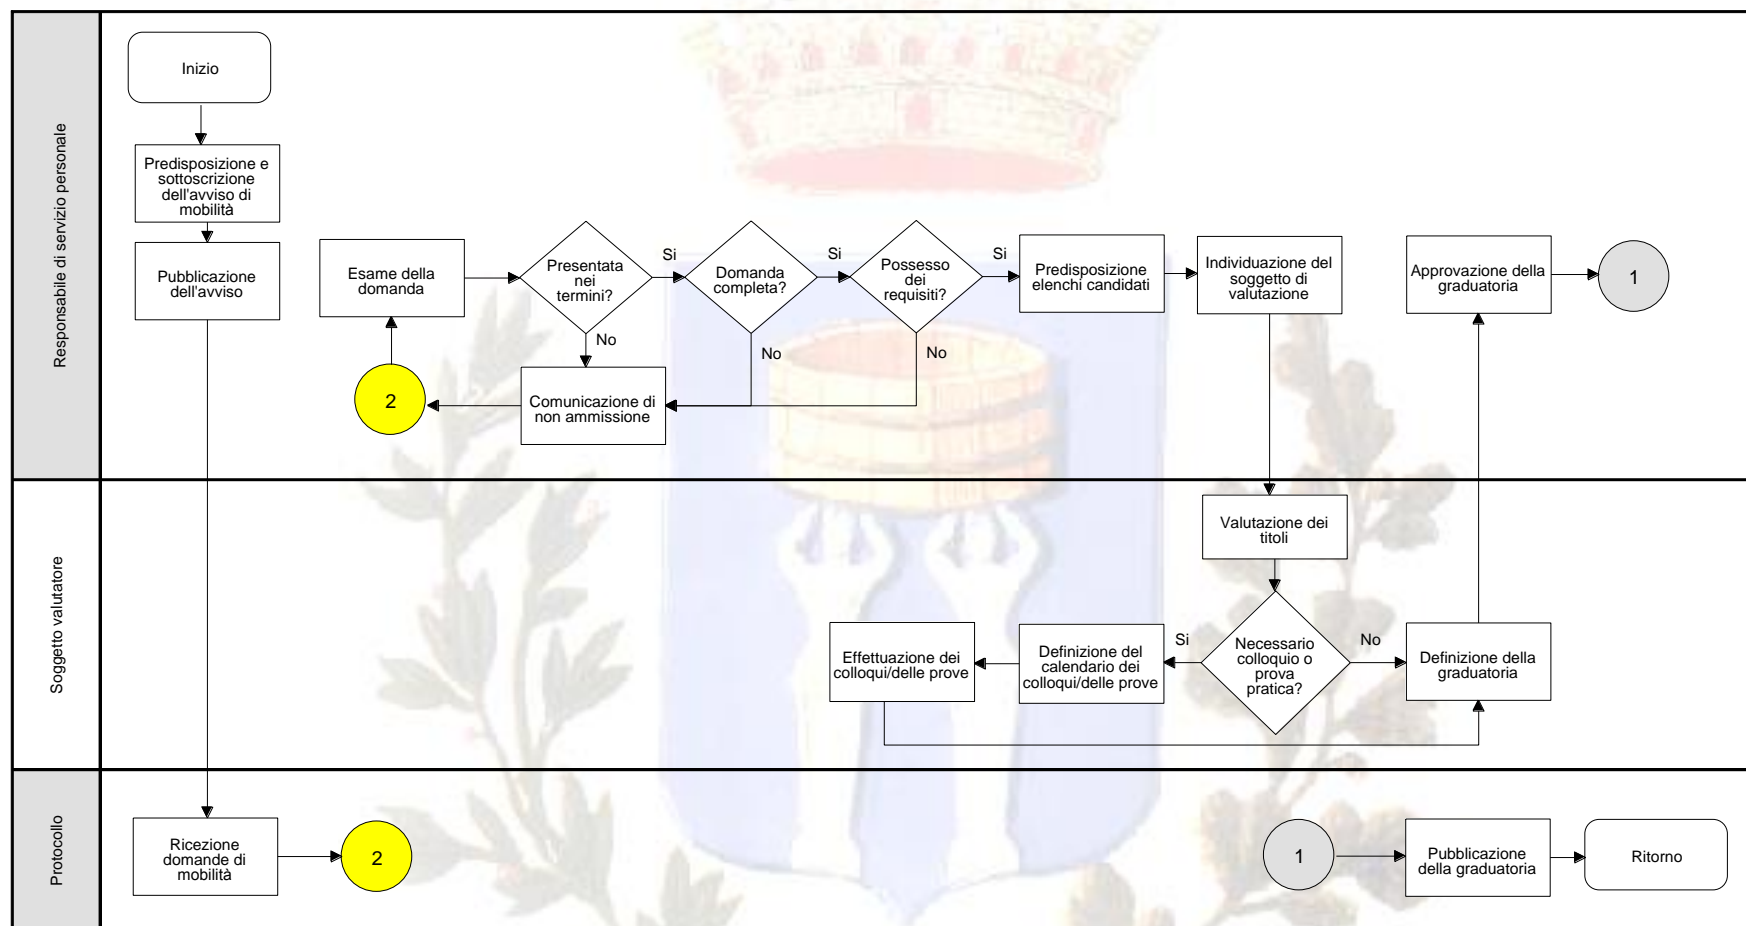 Responsabile di servizio personale
Inizio
Predisposizione e
sottoscrizione
dell'avviso di
mobilità
Pubblicazione
dell'avviso
Esame della
domanda
Presentata
nei
termini?
Si
No
Domanda
completa?
Si
No
Possesso
dei
requisiti?
Si
No
Predisposizione
elenchi candidati
Individuazione del
soggetto di
valutazione
Approvazione della
graduatoria
1
2
Comunicazione di
non ammissione
Soggetto valutatore
Valutazione dei
titoli
Necessario
colloquio o
prova
pratica?
Si
No
Definizione del
calendario dei
colloqui/delle prove
Effettuazione dei
colloqui/delle prove
Definizione della
graduatoria
Protocollo
Ricezione
domande di
mobilità
2
1
Pubblicazione
della graduatoria
Ritorno